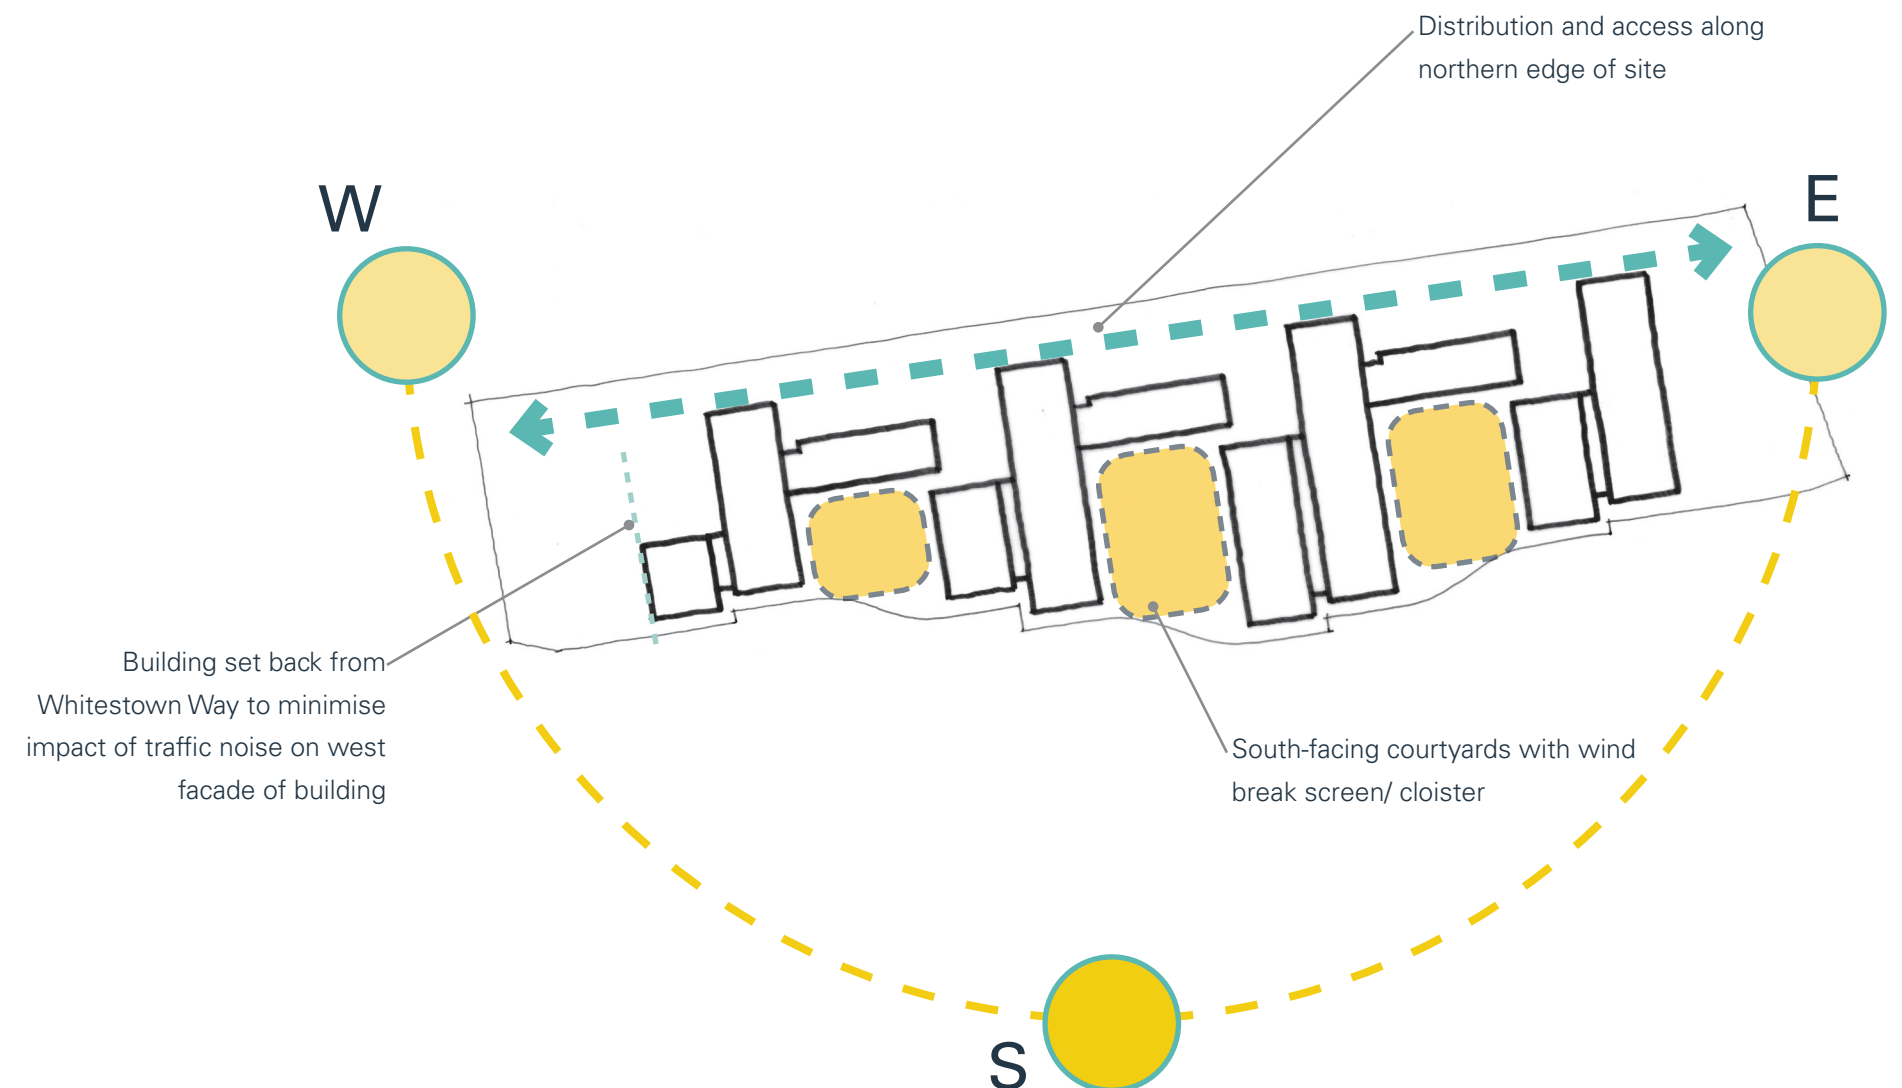 Distribution and access along
northern edge of site
W
E
Building set back from
Whitestown Way to minimise
impact of traffic noise on west
facade of building
South-facing courtyards with wind
break screen/ cloister
S